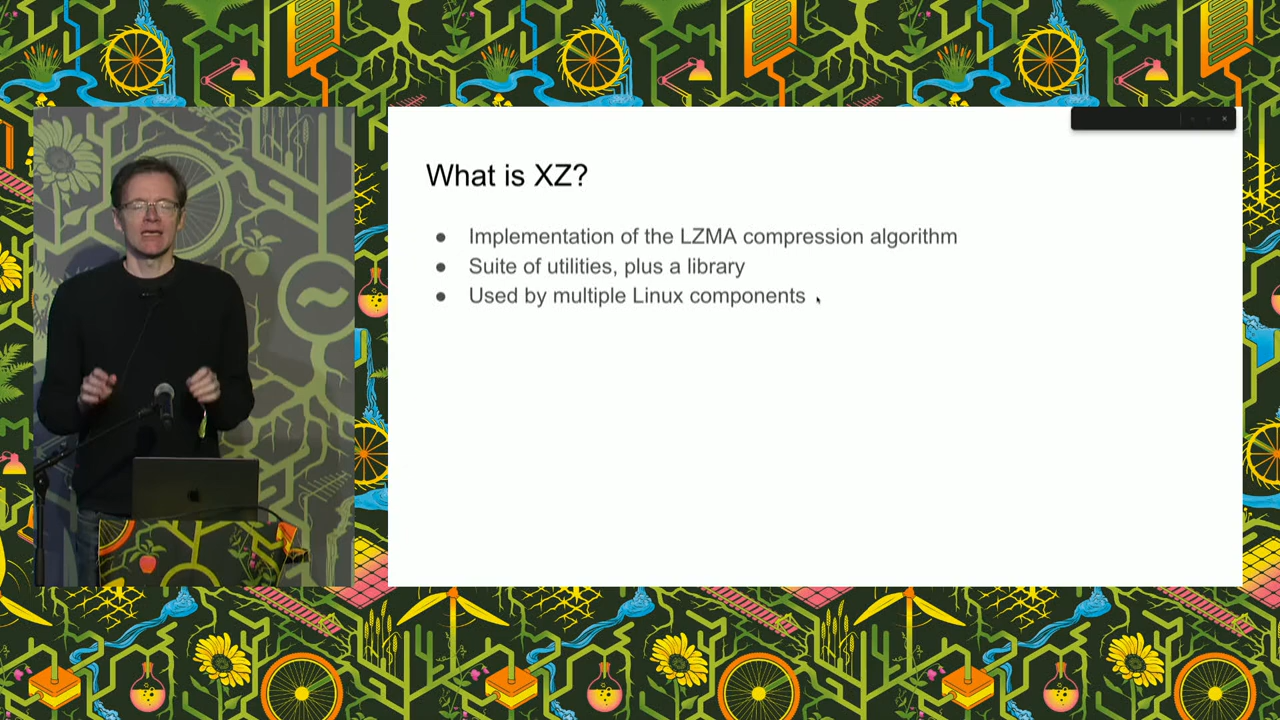 What is XZ?
● Implementation of the LZMA compression algorithm
● Suite of utilities, plus a library
● Used by multiple Linux components